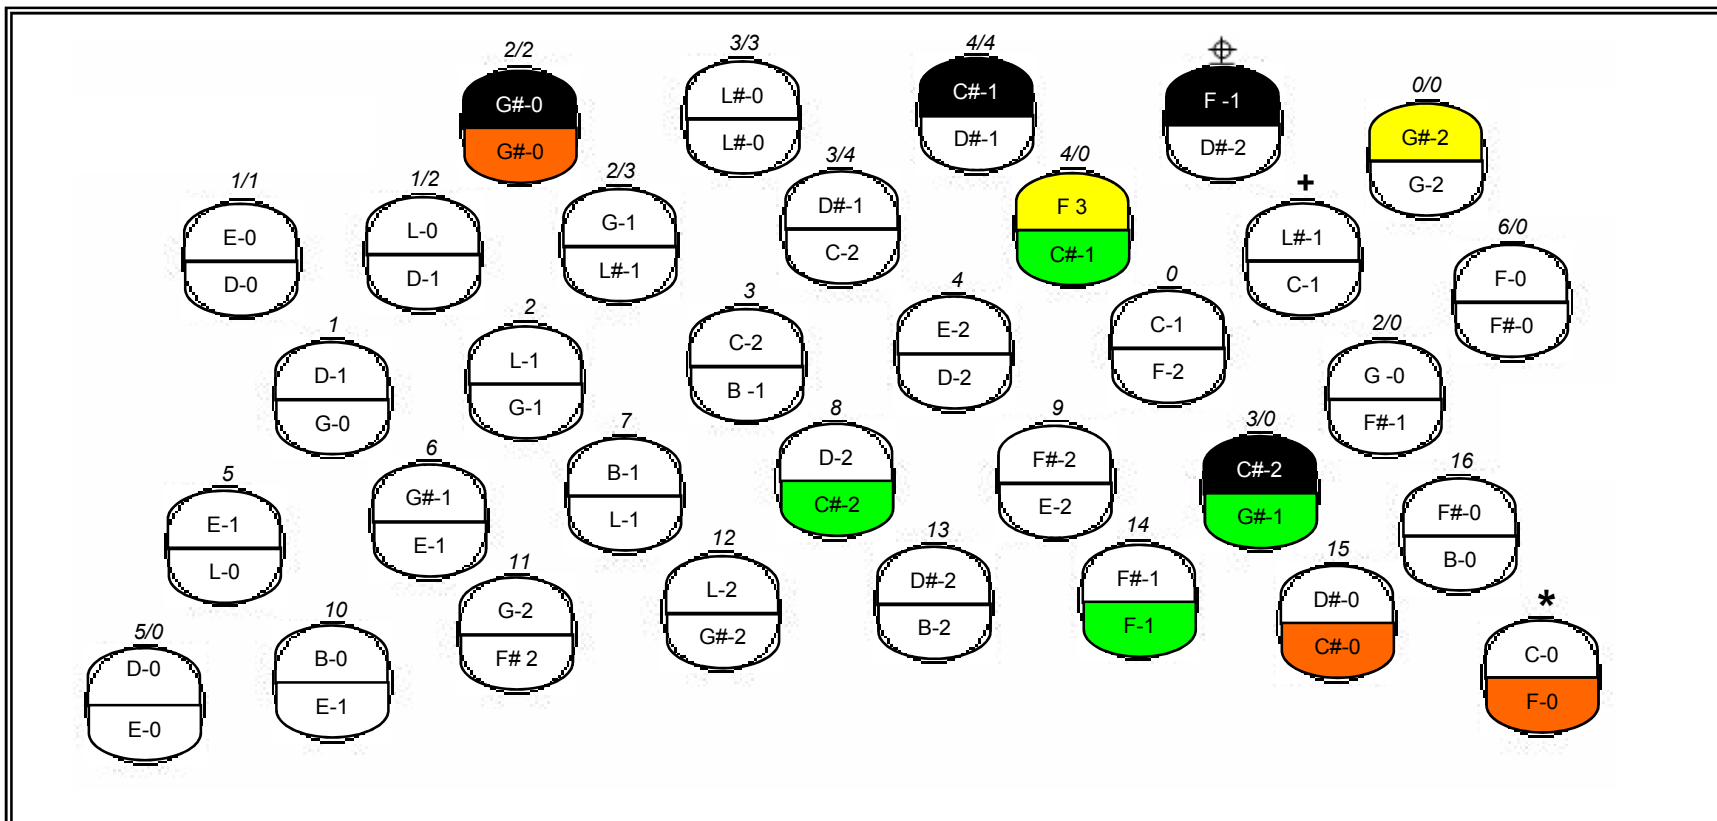 2/2
G#-0
G#-0
3/3
L#-0
L#-0
4/4
C#-1
D#-1
F -1
D#-2
0/0
G#-2
G-2
1/1
E-0
D-0
1/2
L-0
D-1
2/3
G-1
L#-1
3/4
D#-1
C-2
4/0
F 3
C#-1
+
L#-1
C-1
6/0
F-0
F#-0
1
D-1
G-0
2
L-1
G-1
3
C-2
B -1
4
E-2
D-2
0
C-1
F-2
2/0
G -0
F#-1
5
E-1
L-0
6
G#-1
E-1
7
B-1
L-1
8
D-2
C#-2
9
F#-2
E-2
3/0
C#-2
G#-1
16
F#-0
B-0
5/0
D-0
E-0
10
B-0
E-1
11
G-2
F# 2
12
L-2
G#-2
13
D#-2
B-2
14
F#-1
F-1
15
D#-0
C#-0
*
C-0
F-0